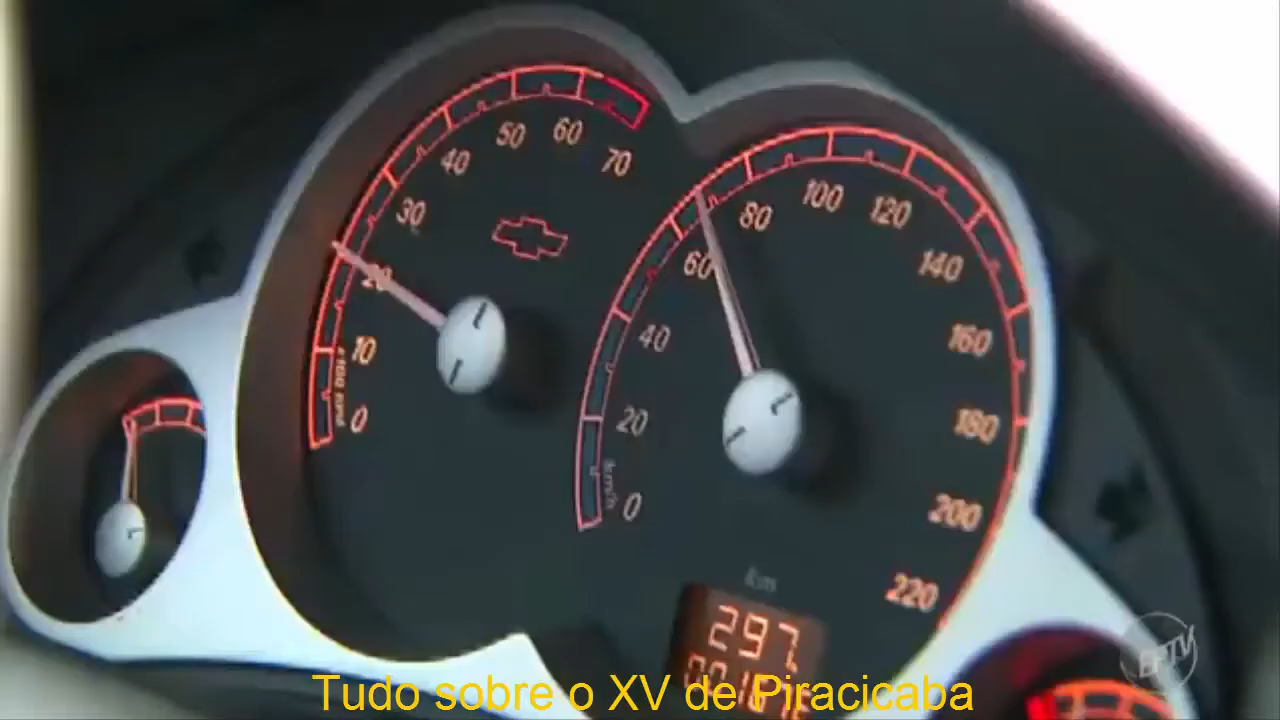 50 60
40 70
30
20
10
x100 rpm
0
80 100 120
60 140
40 160
20 180
km/h
0 200
220
Km
297
EPTV
Tudo sobre o XV de Piracicaba